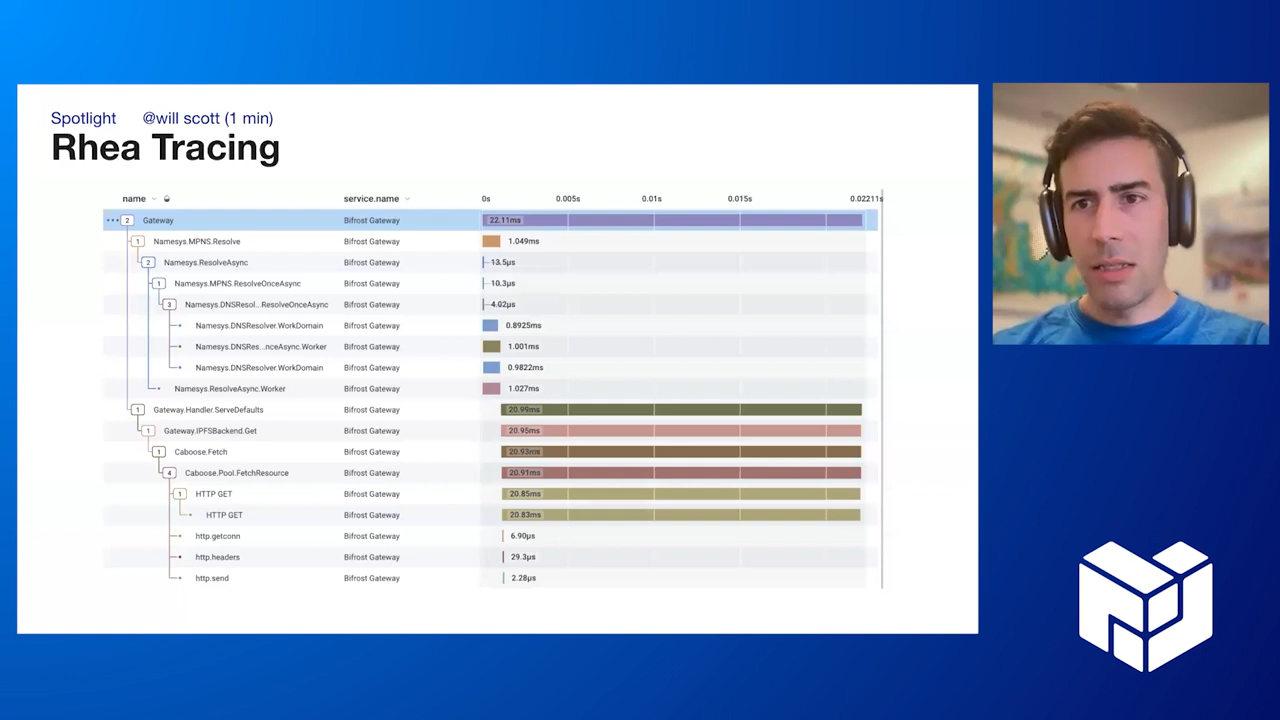 Spotlight @will scott (1 min)
Rhea Tracing
name service.name 0s 0.005s 0.01s 0.015s 0.02211s
2 Gateway Bifrost Gateway 22.11ms
1 Namesys.MPNS.Resolve Bifrost Gateway 1.049ms
2 Namesys.ResolveAsync Bifrost Gateway 13.5µs
1 Namesys.MPNS.ResolveOnceAsync Bifrost Gateway 10.3µs
3 Namesys.DNSResol...ResolveOnceAsync Bifrost Gateway 4.02µs
Namesys.DNSResolver.WorkDomain Bifrost Gateway 0.8925ms
Namesys.DNSRes...nceAsync.Worker Bifrost Gateway 1.001ms
Namesys.DNSResolver.WorkDomain Bifrost Gateway 0.9822ms
Namesys.ResolveAsync.Worker Bifrost Gateway 1.027ms
1 Gateway.Handler.ServeDefaults Bifrost Gateway 20.99ms
1 Gateway.IPFSBackend.Get Bifrost Gateway 20.95ms
1 Caboose.Fetch Bifrost Gateway 20.93ms
4 Caboose.Pool.FetchResource Bifrost Gateway 20.91ms
1 HTTP GET Bifrost Gateway 20.85ms
HTTP GET Bifrost Gateway 20.83ms
http.getconn Bifrost Gateway 6.90µs
http.headers Bifrost Gateway 29.3µs
http.send Bifrost Gateway 2.28µs